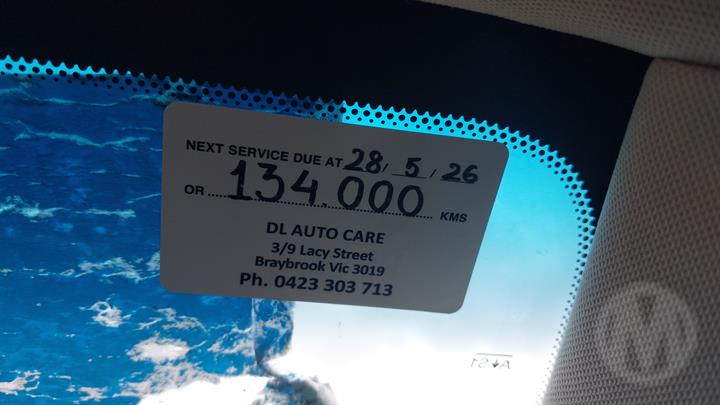 NEXT SERVICE DUE AT 28/5/26
OR 134.000 KMS
DL AUTO CARE
3/9 Lacy Street
Braybrook Vic 3019
Ph. 0423 303 713